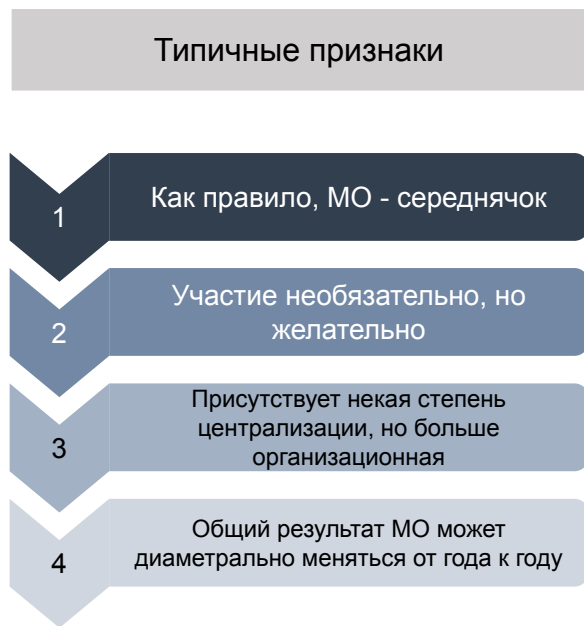 Типичные признаки
1
Как правило, МО - середнячок
2
Участие необязательно, но
желательно
3
Присутствует некая степень
централизации, но больше
организационная
4
Общий результат МО может
диаметрально меняться от года к году